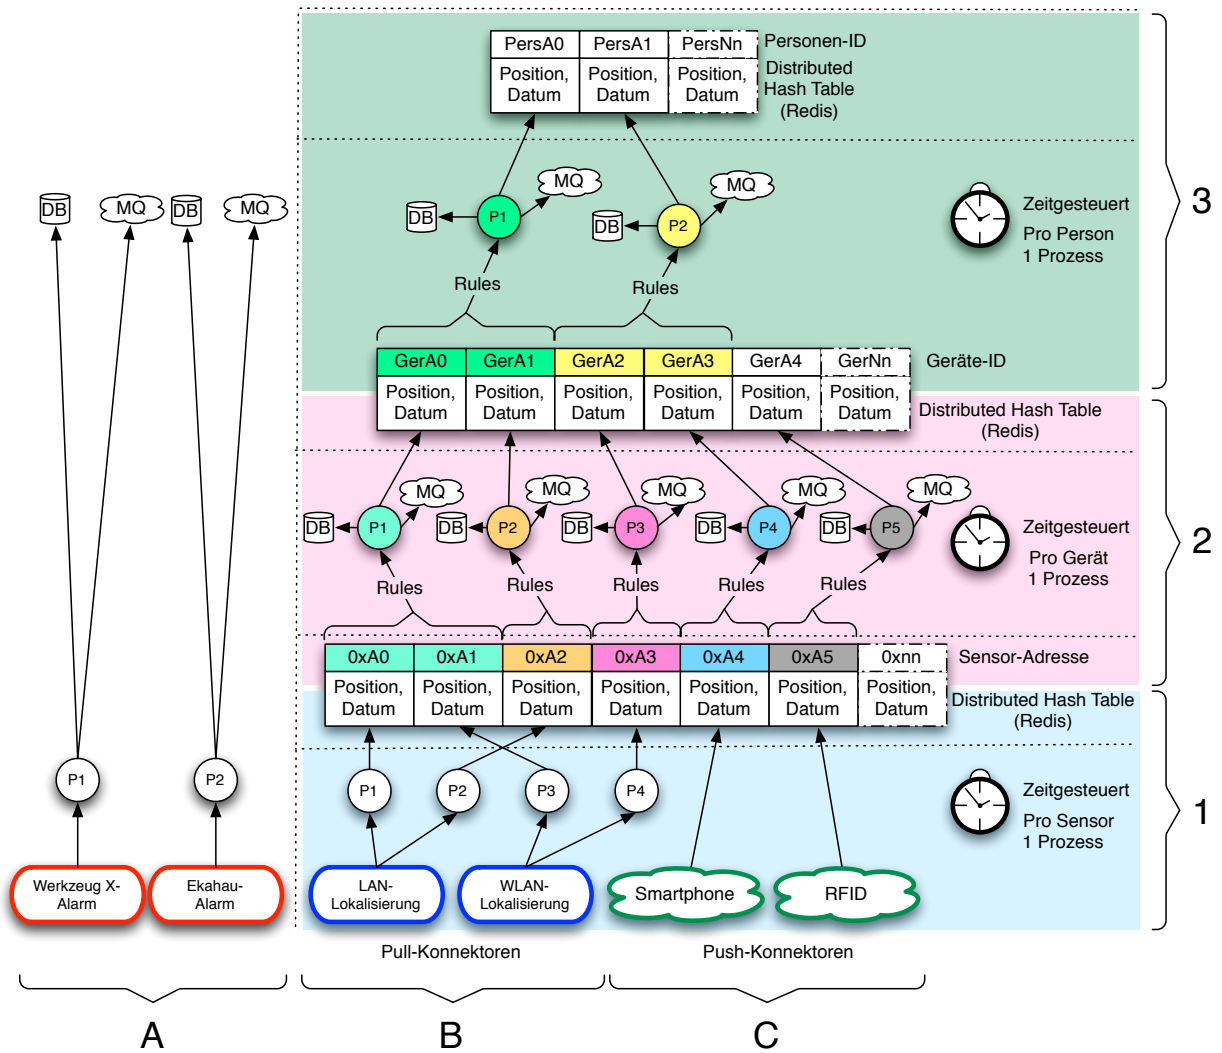 PersA0 PersA1 PersNn Personen-ID
Position, Datum Position, Datum Position, Datum Distributed Hash Table (Redis)
DB MQ DB MQ
MQ MQ
DB P1 DB P2
Zeitgesteuert
Pro Person
1 Prozess
3
Rules Rules
GerA0 GerA1 GerA2 GerA3 GerA4 GerNn Geräte-ID
Position, Datum Position, Datum Position, Datum Position, Datum Position, Datum Position, Datum Distributed Hash Table (Redis)
MQ MQ MQ MQ MQ
DB P1 DB P2 DB P3 DB P4 DB P5
Zeitgesteuert
Pro Gerät
1 Prozess
2
Rules Rules Rules Rules Rules
0xA0 0xA1 0xA2 0xA3 0xA4 0xA5 0xnn Sensor-Adresse
Position, Datum Position, Datum Position, Datum Position, Datum Position, Datum Position, Datum Position, Datum Distributed Hash Table (Redis)
P1 P2 P1 P2 P3 P4
Zeitgesteuert
Pro Sensor
1 Prozess
1
Werkzeug X-
Alarm
Ekahau-
Alarm
LAN-
Lokalisierung
WLAN-
Lokalisierung
Smartphone
RFID
Pull-Konnektoren Push-Konnektoren
A B C